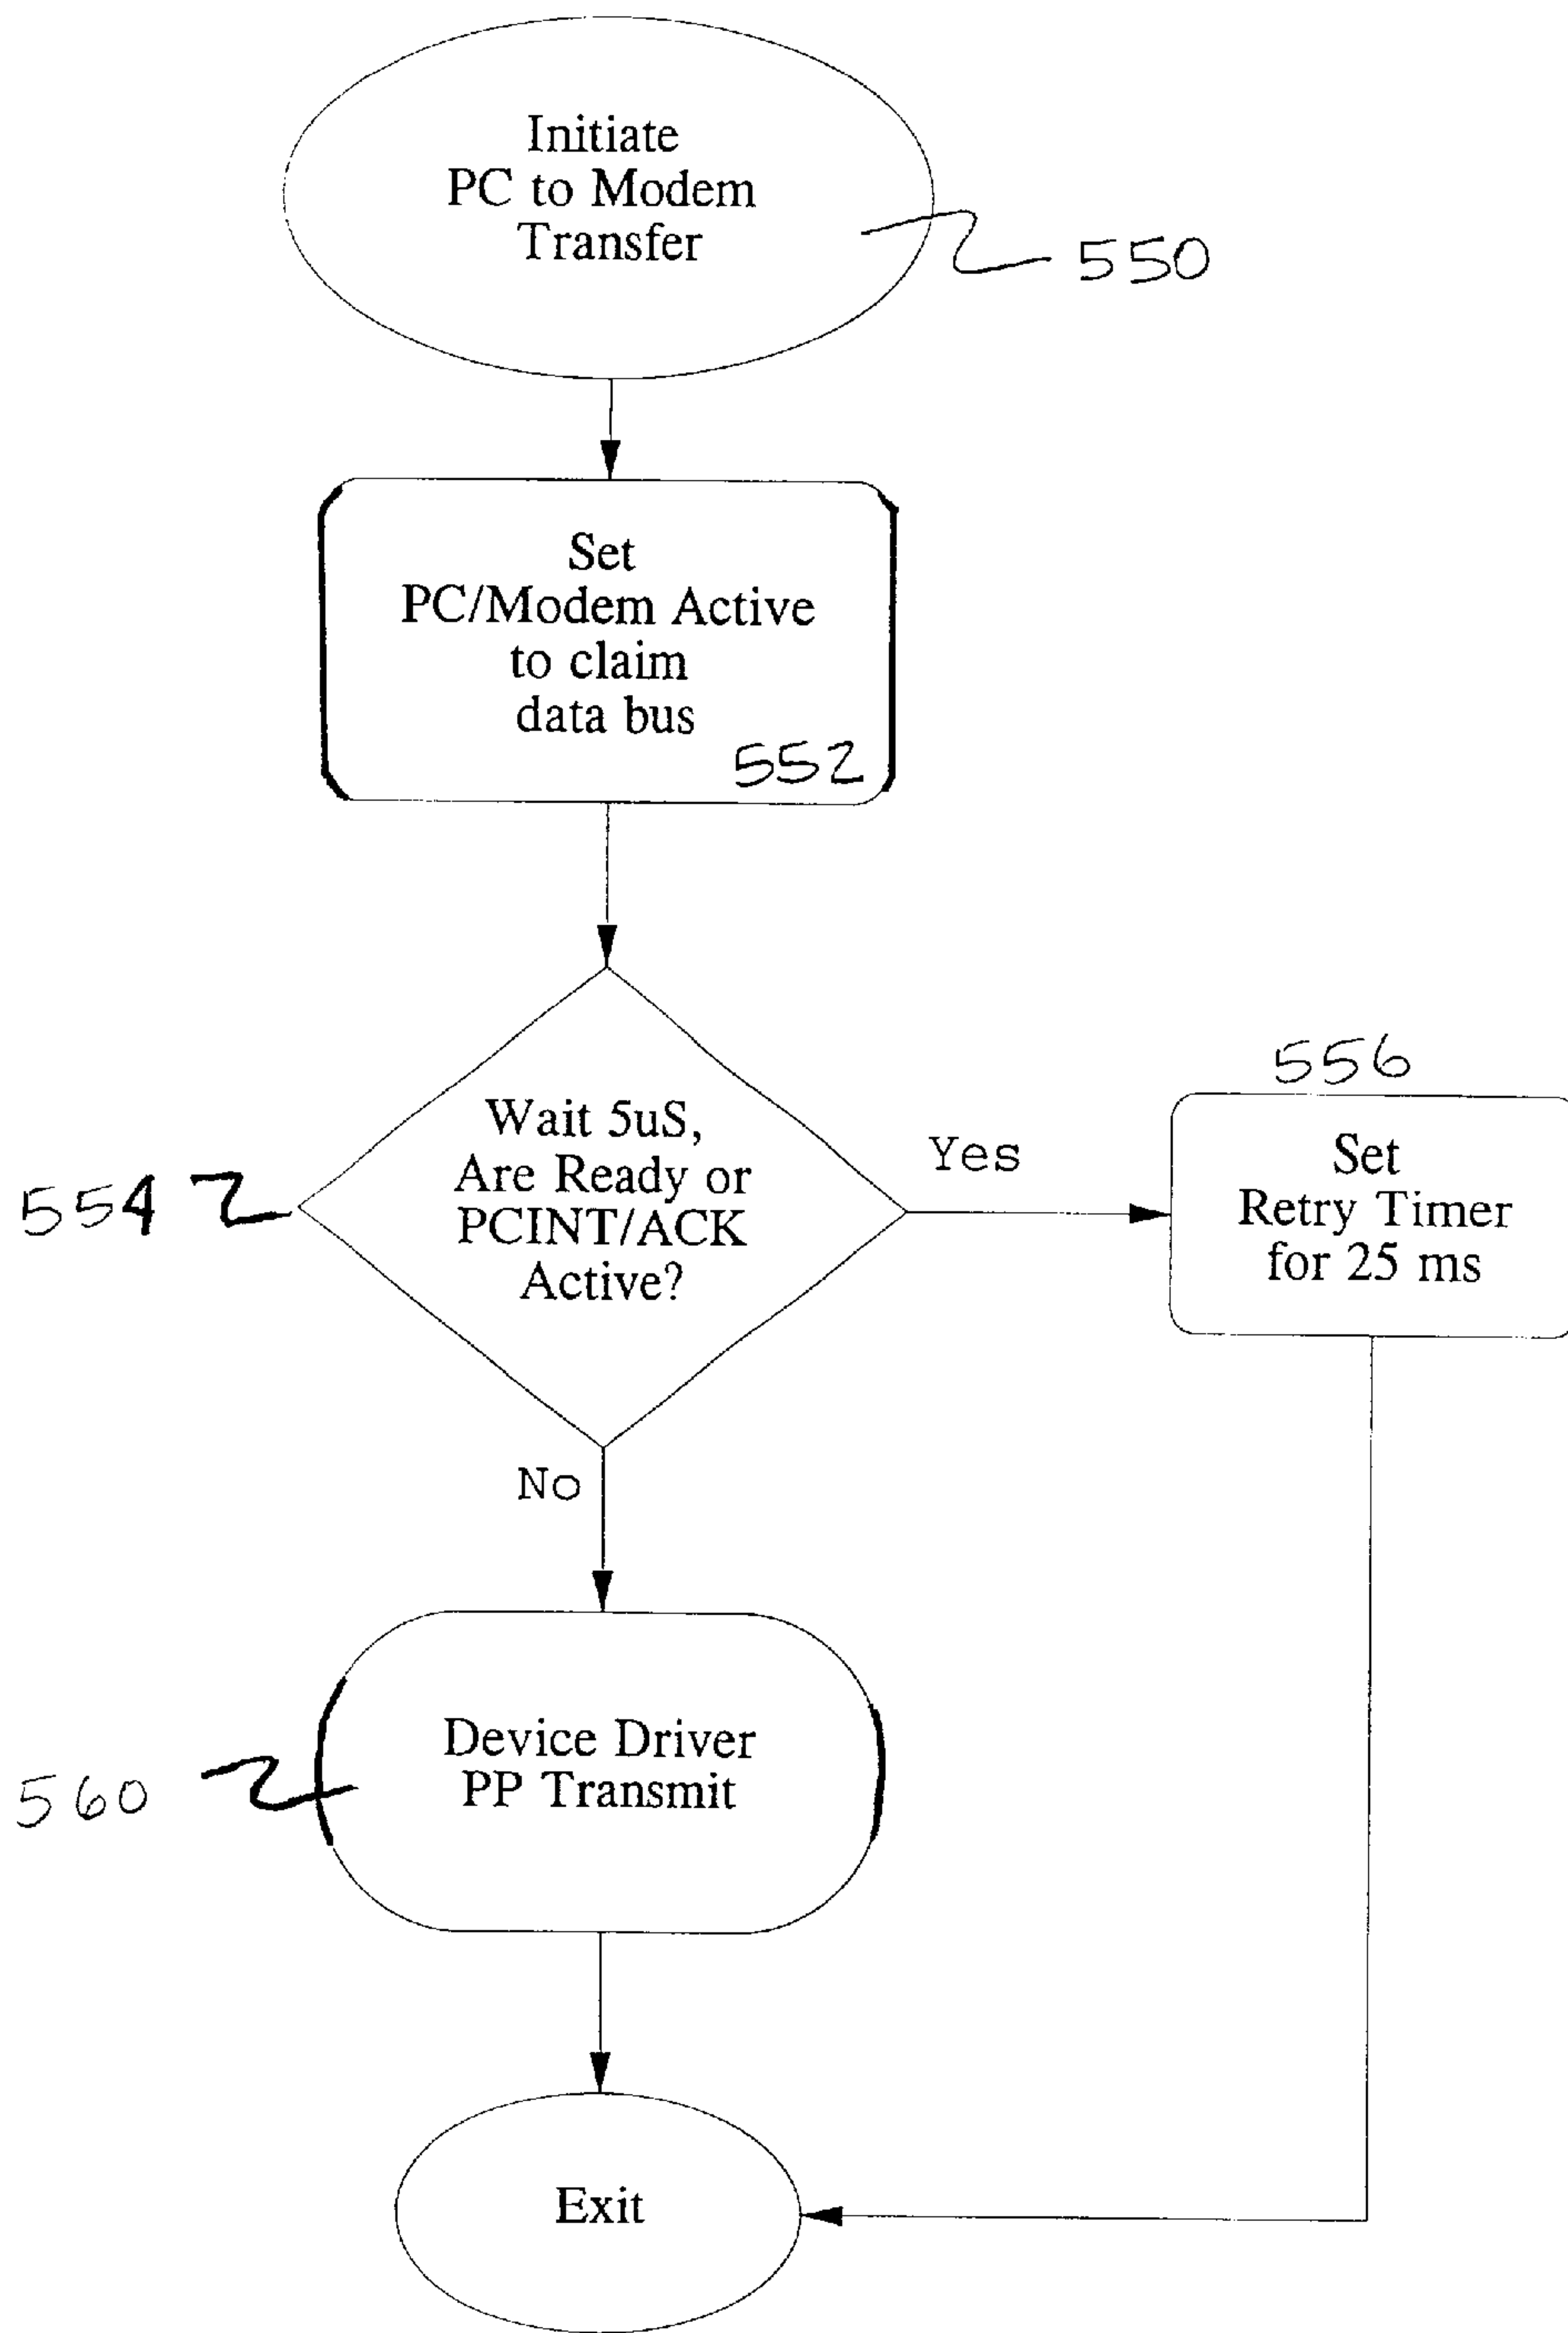 Initiate
PC to Modem
Transfer
550
Set
PC/Modem Active
to claim
data bus
552
Wait 5uS,
Are Ready or
PCINT/ACK
Active?
554
Yes
556
Set
Retry Timer
for 25 ms
No
Device Driver
PP Transmit
560
Exit